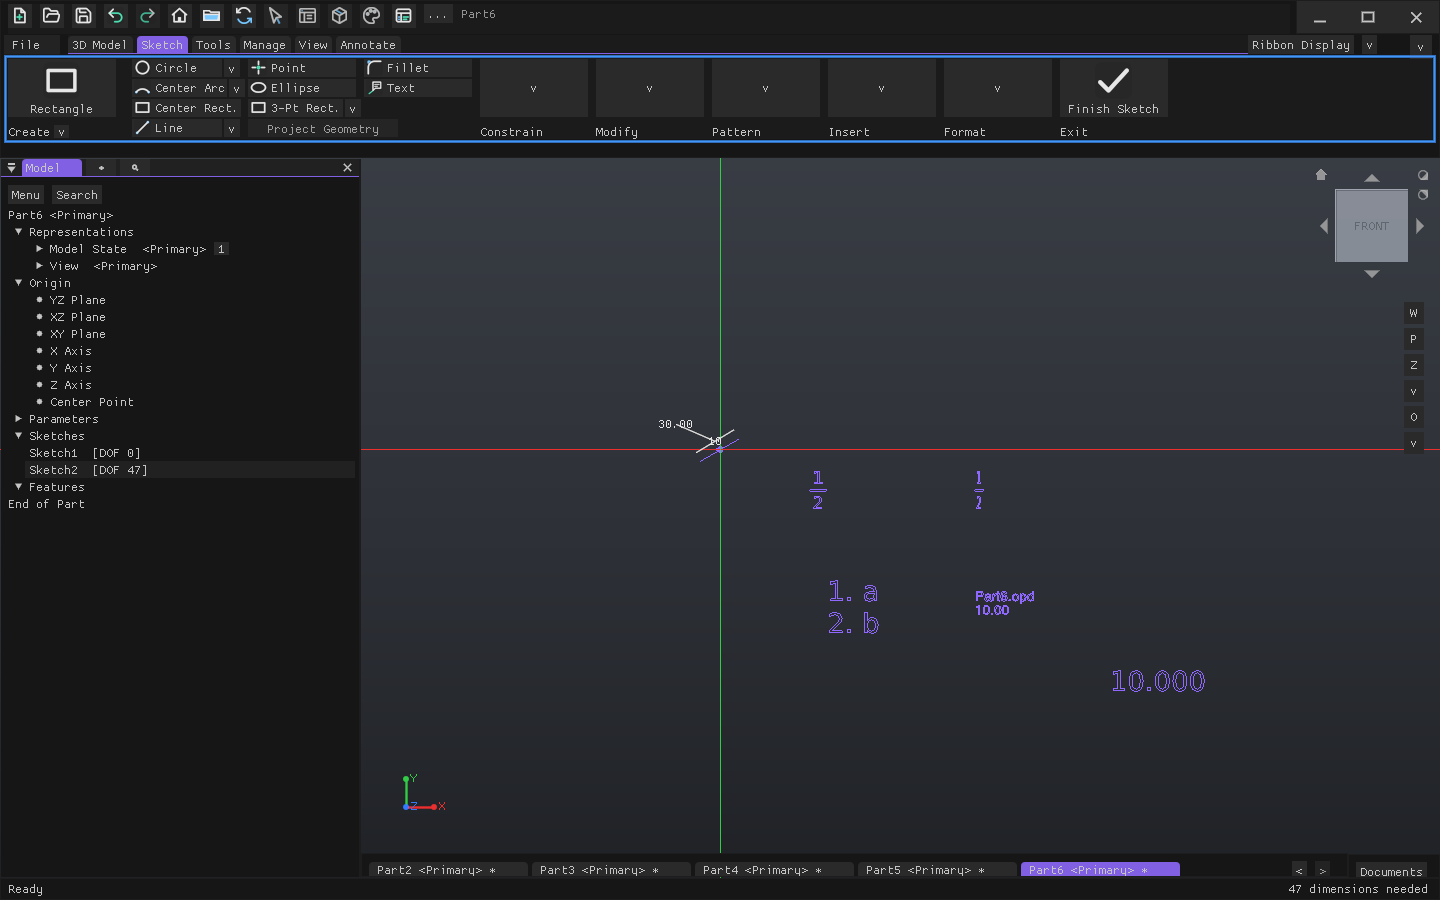 ... Part6
File 3D Model Sketch Tools Manage View Annotate Ribbon Display v v
Circle v Point Fillet
Center Arc v Ellipse Text v v v v v
Rectangle Center Rect. 3-Pt Rect. v Finish Sketch
Line v Project Geometry
Create v Constrain Modify Pattern Insert Format Exit
Model
Menu Search
Part6 <Primary>
Representations
Model State <Primary> 1
View <Primary>
Origin
YZ Plane
XZ Plane
XY Plane
X Axis
Y Axis
Z Axis
Center Point
Parameters
Sketches
Sketch1 [DOF 0]
Sketch2 [DOF 47]
Features
End of Part
FRONT
W
P
Z
v
O
v
30.00
10
1
2
1
2
1. a
2. b
Part6.opd
10.00
10.000
Y
Z X
Part2 <Primary> * Part3 <Primary> * Part4 <Primary> * Part5 <Primary> * Part6 <Primary> * < > Documents
Ready 47 dimensions needed